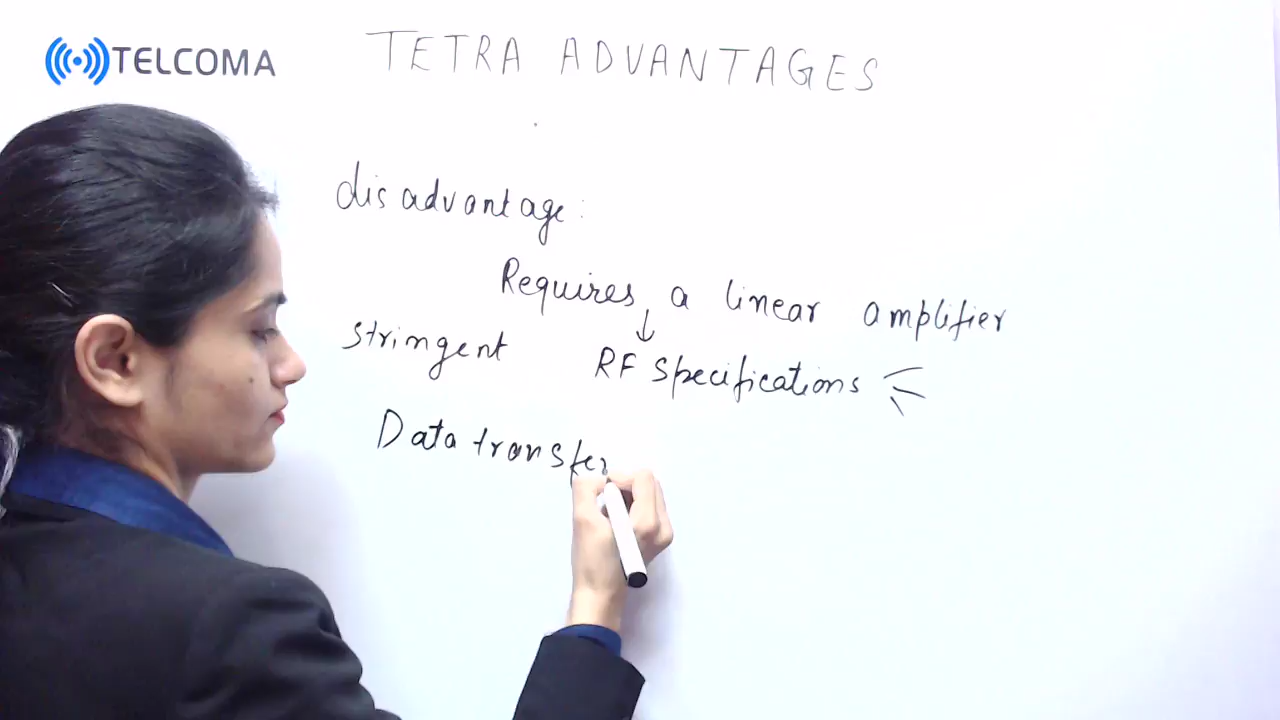 TELCOMA
TETRA ADVANTAGES
disadvantage:
Requires a linear amplifier
stringent RF specifications
Data transfer